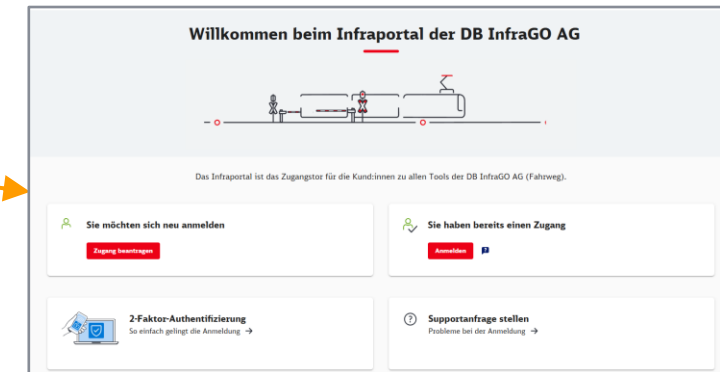 Willkommen beim Infraportal der DB InfraGO AG
Das Infraportal ist das Zugangstor für die Kund:innen zu allen Tools der DB InfraGO AG (Fahrweg).
Sie möchten sich neu anmelden
Zugang beantragen
Sie haben bereits einen Zugang
Anmelden
2-Faktor-Authentifizierung
So einfach gelingt die Anmeldung →
Supportanfrage stellen
Probleme bei der Anmeldung →